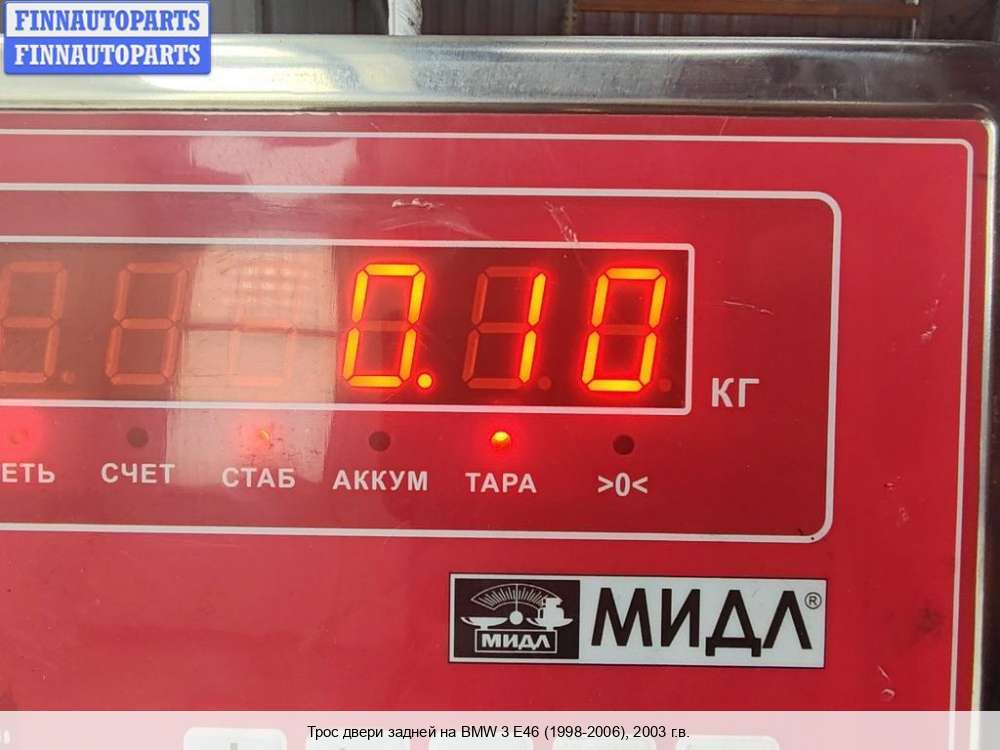 FINNAUTOPARTS
FINNAUTOPARTS
0.10
КГ
СЧЕТ СТАБ АККУМ ТАРА >0<
МИДЛ МИДЛ®
Трос двери задней на BMW 3 E46 (1998-2006), 2003 г.в.